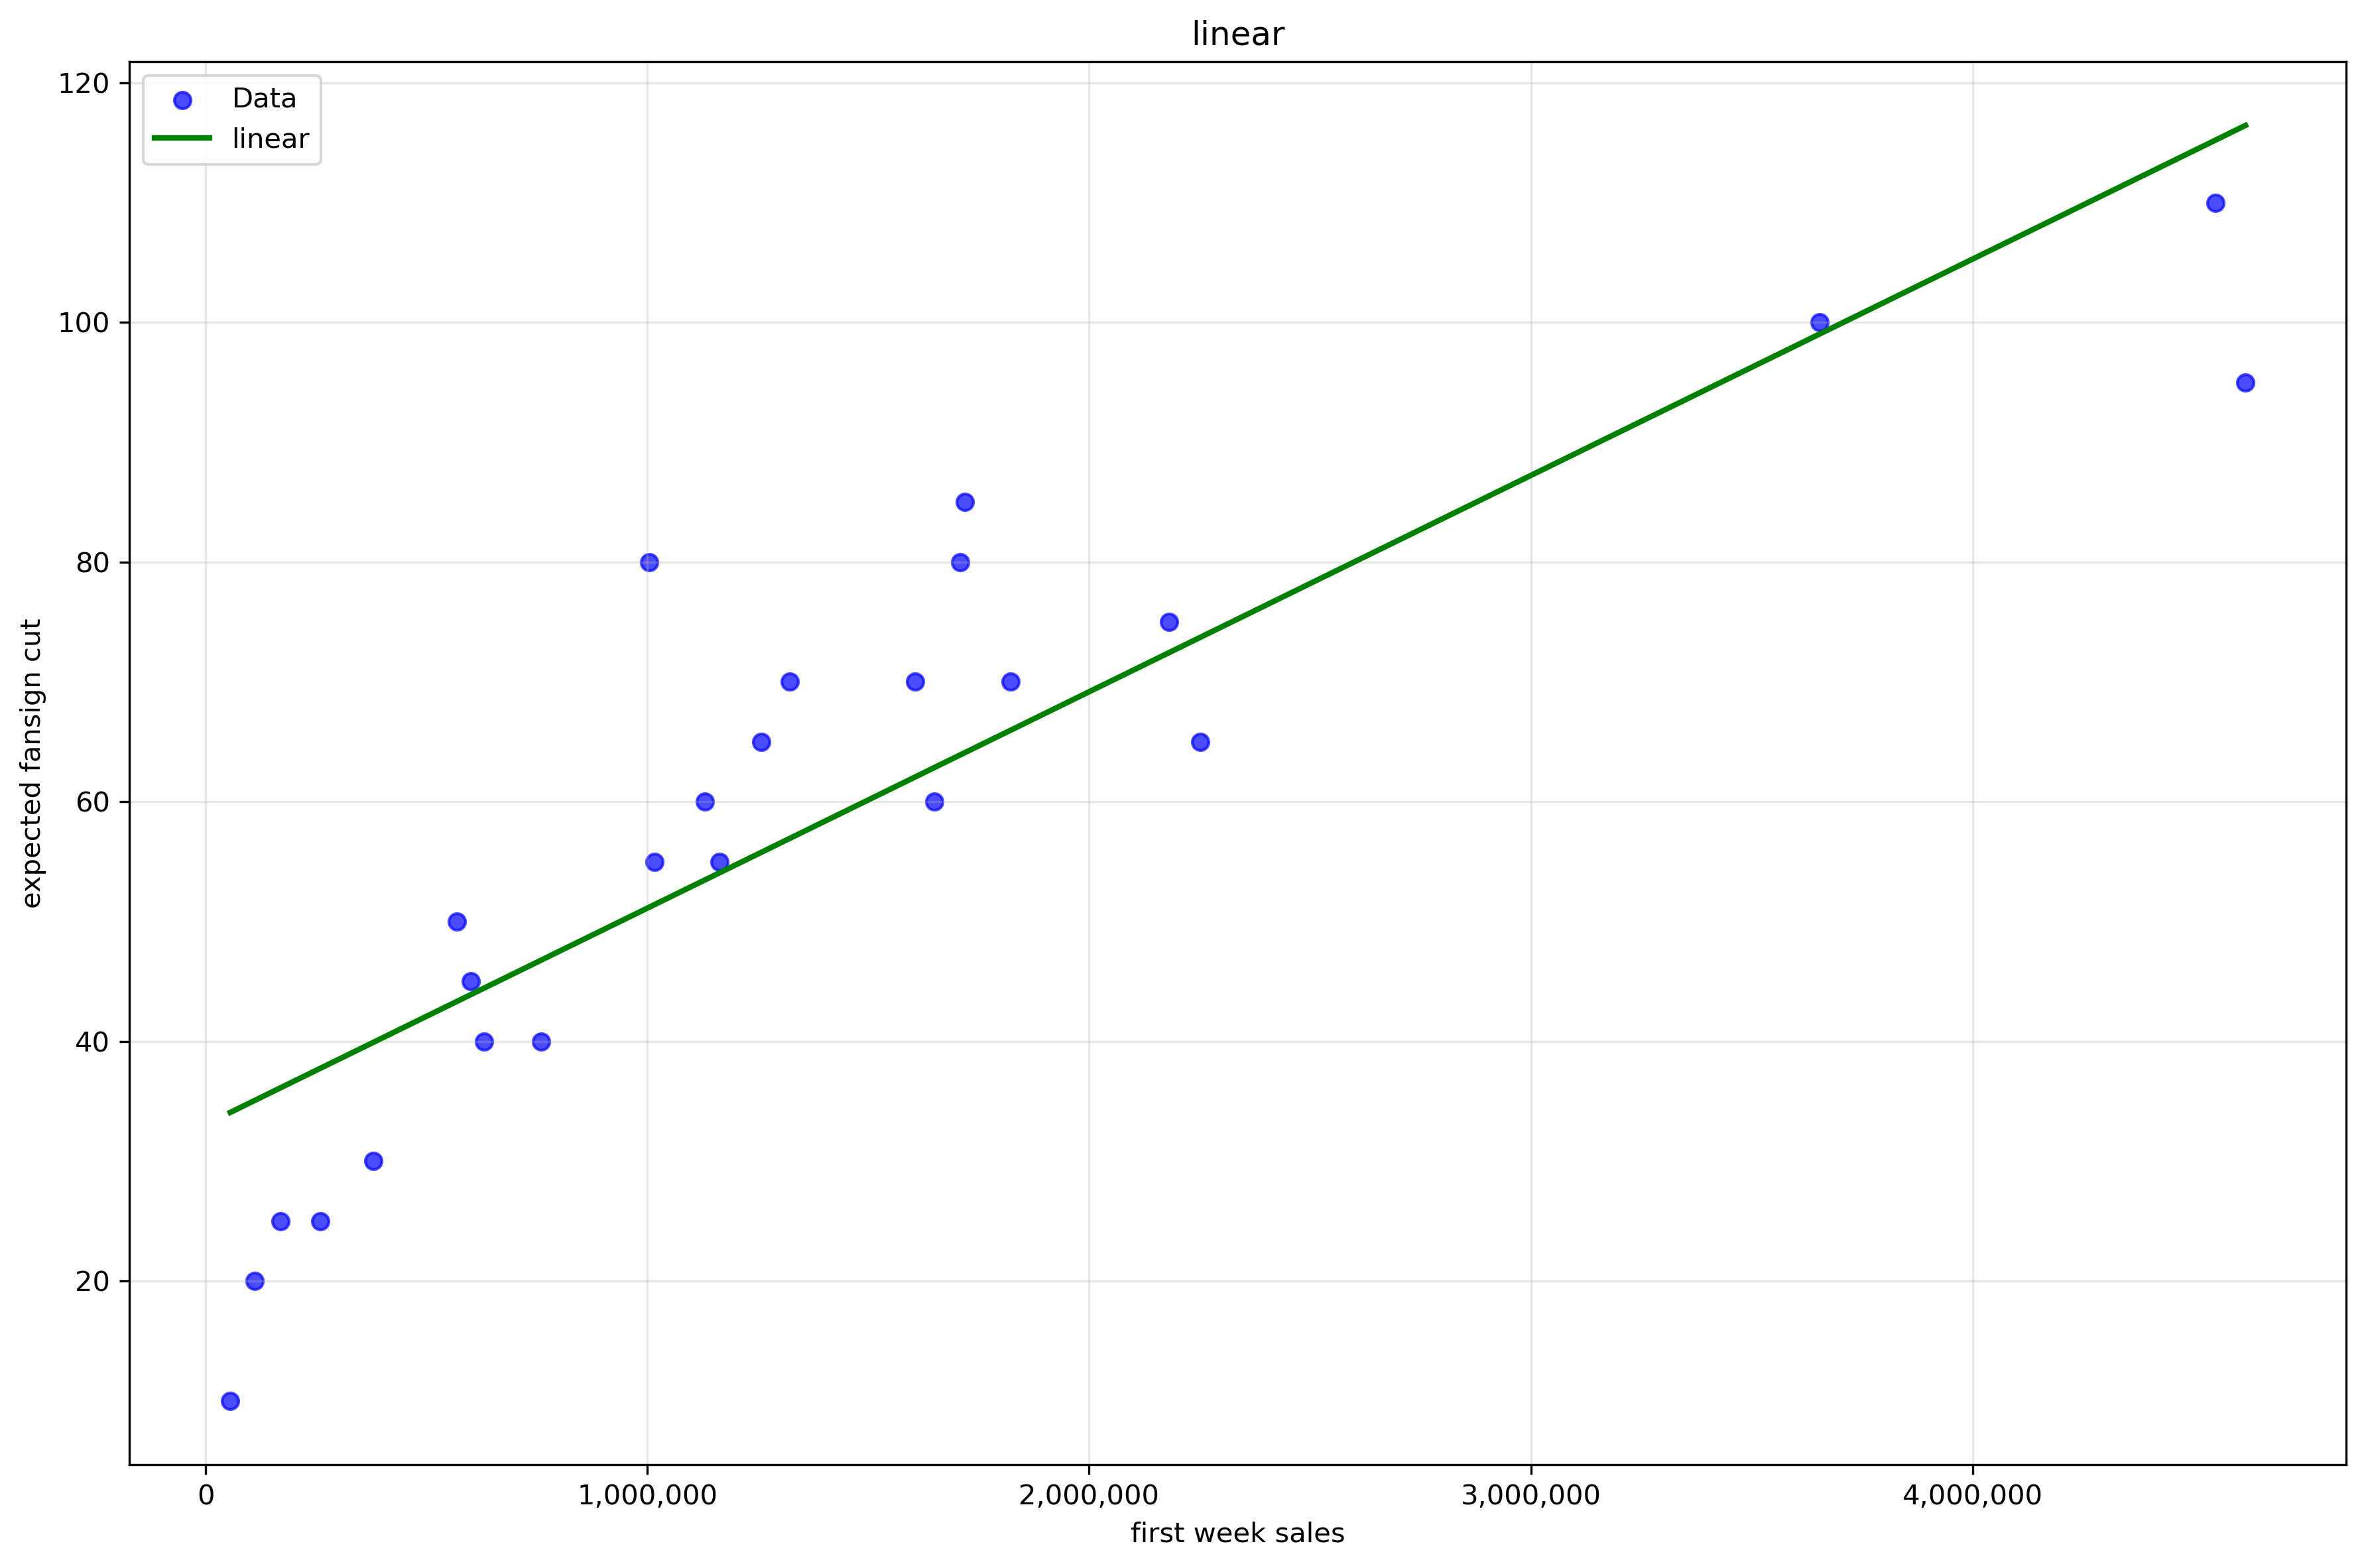 linear
Data
linear
120
100
80
60
40
20
expected fansign cut
0
1,000,000
2,000,000
3,000,000
4,000,000
first week sales